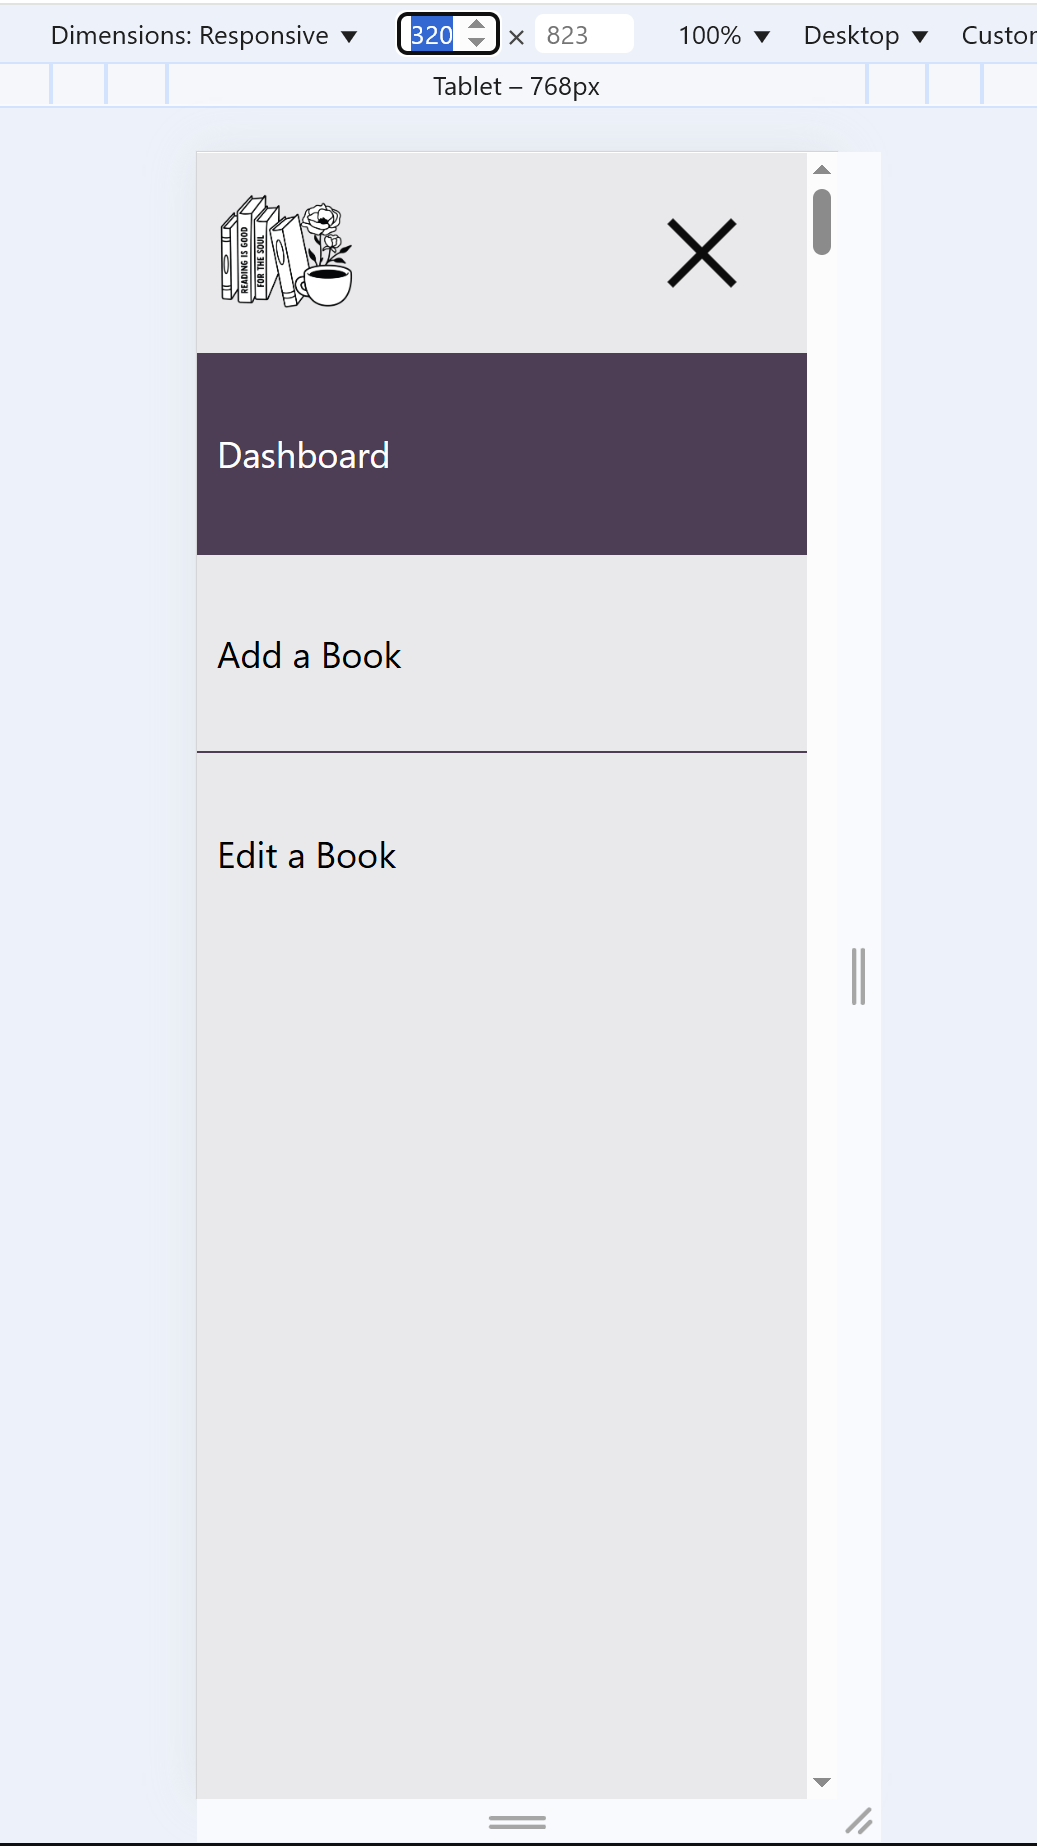 Dimensions: Responsive ▼ 320 × 823 100% ▼ Desktop ▼ Custor
Tablet – 768px
READING IS GOOD
FOR THE SOUL
Dashboard
Add a Book
Edit a Book